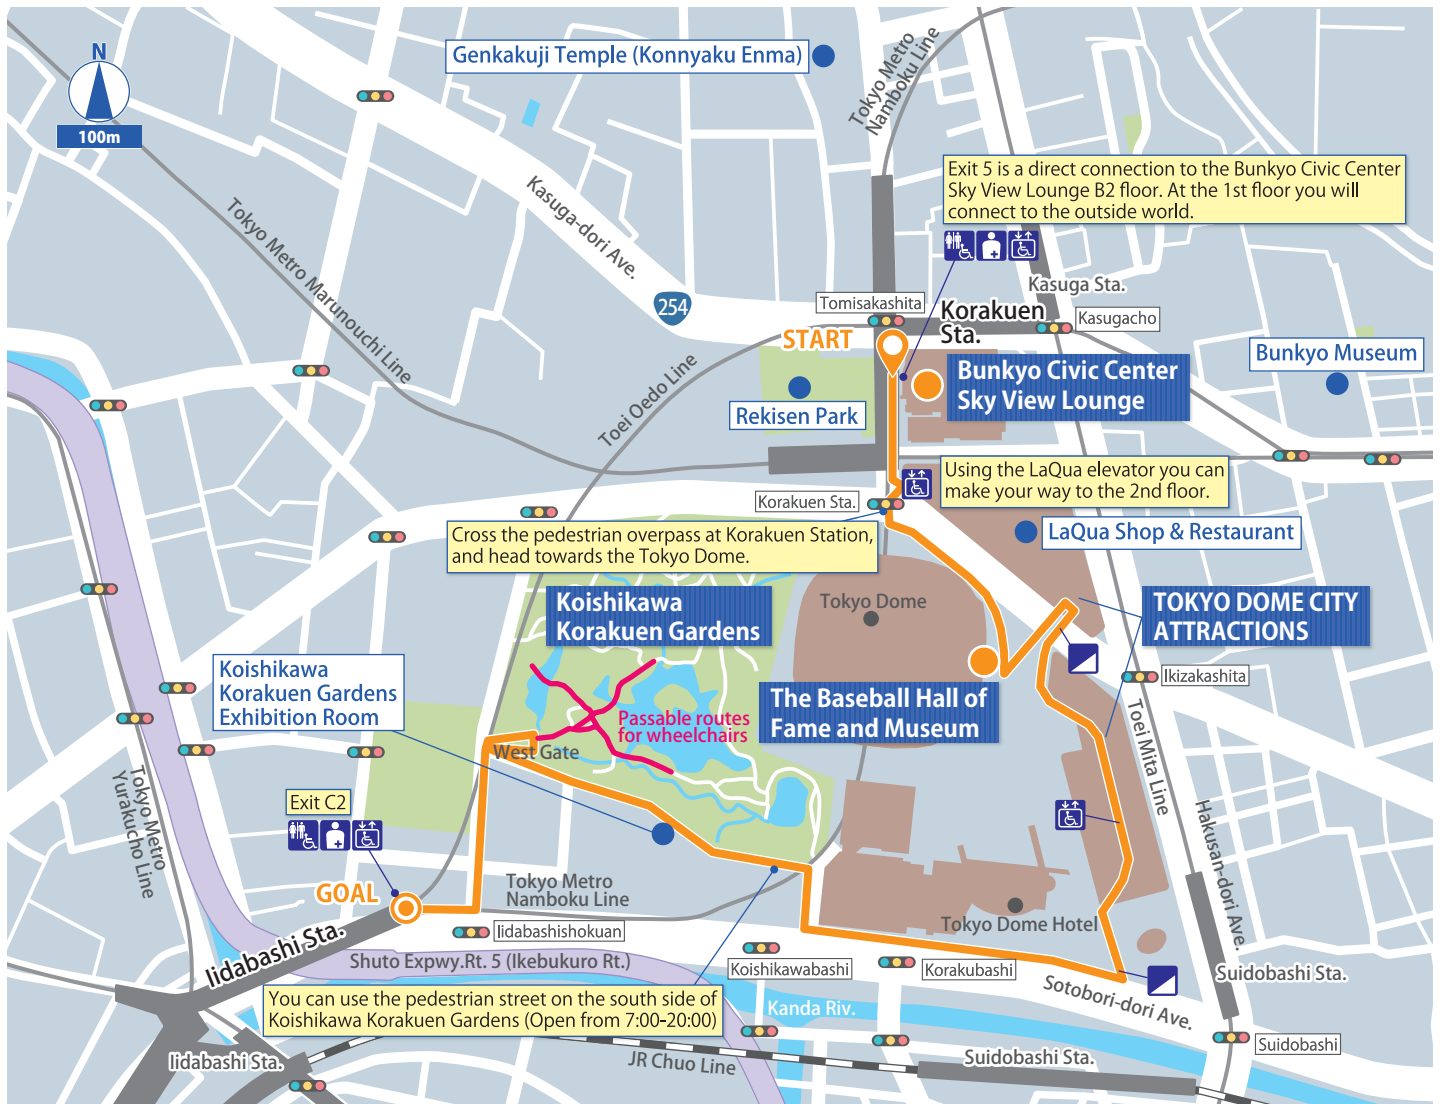 N
100m
Genkakuji Temple (Konnyaku Enma)
Tokyo Metro
Namboku Line
Exit 5 is a direct connection to the Bunkyo Civic Center
Sky View Lounge B2 floor. At the 1st floor you will
connect to the outside world.
Kasuga-dori Ave.
Tokyo Metro Marunouchi Line
254
Tomisakashita
Korakuen
Sta.
Kasuga Sta.
Kasugacho
START
Bunkyo Museum
Bunkyo Civic Center
Sky View Lounge
Toei Oedo Line
Rekisen Park
Using the LaQua elevator you can
make your way to the 2nd floor.
Korakuen Sta.
Cross the pedestrian overpass at Korakuen Station,
and head towards the Tokyo Dome.
LaQua Shop & Restaurant
Koishikawa
Korakuen Gardens
Tokyo Dome
TOKYO DOME CITY
ATTRACTIONS
Koishikawa
Korakuen Gardens
Exhibition Room
Ikizakashita
Passable routes
for wheelchairs
The Baseball Hall of
Fame and Museum
West Gate
Toei Mita Line
Tokyo Metro
Yurakucho Line
Exit C2
Hakusan-dori Ave.
GOAL
Tokyo Metro
Namboku Line
Tokyo Dome Hotel
Iidabashi Sta.
Iidabashishokuan
Shuto Expwy.Rt. 5 (Ikebukuro Rt.)
Koishikawabashi
Korakubashi
Suidobashi Sta.
Sotobori-dori Ave.
You can use the pedestrian street on the south side of
Koishikawa Korakuen Gardens (Open from 7:00-20:00)
Kanda Riv.
Iidabashi Sta.
JR Chuo Line
Suidobashi Sta.
Suidobashi